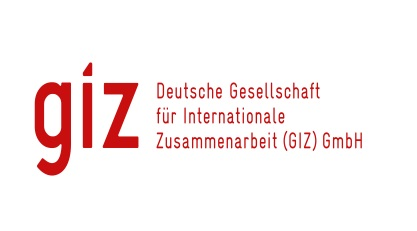 giz
Deutsche Gesellschaft
für Internationale
Zusammenarbeit (GIZ) GmbH